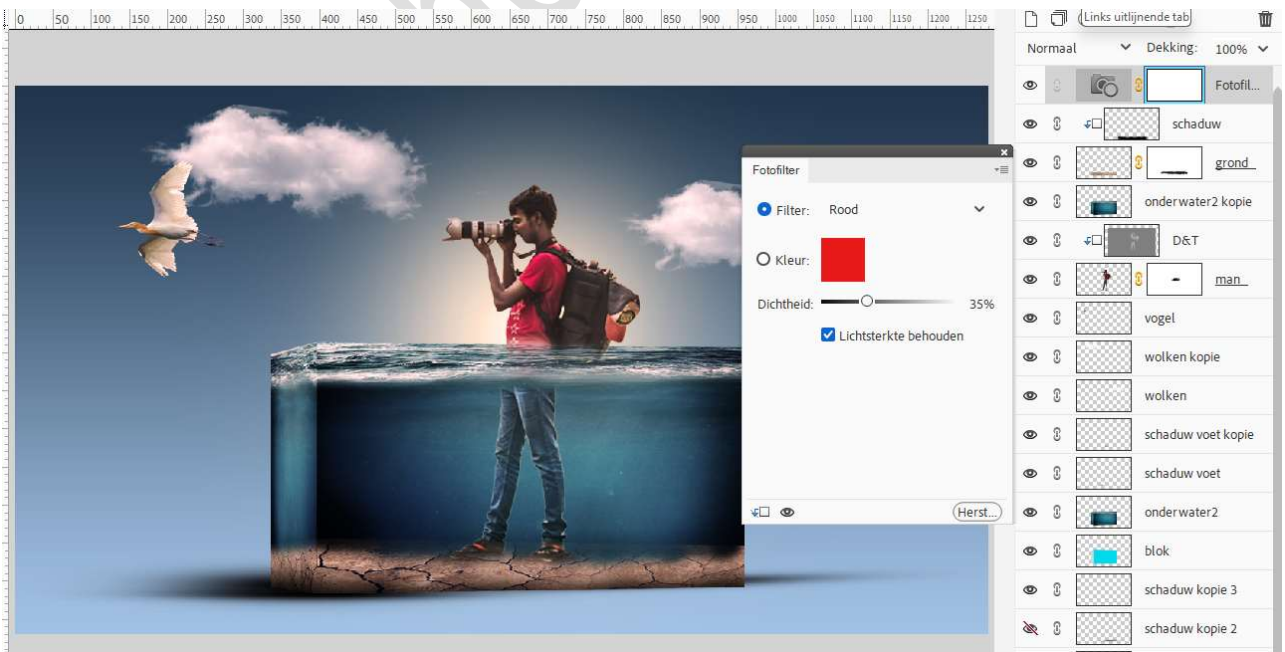 0 50 100 150 200 250 300 350 400 450 500 550 600 650 700 750 800 850 900 950 1000 1050 1100 1150 1200 1250
Links uitlijnende tab
Normaal Dekking: 100%
Fotofil...
schaduw
grond
onderwater2 kopie
D&T
man
vogel
wolken kopie
wolken
schaduw voet kopie
schaduw voet
onderwater2
blok
schaduw kopie 3
schaduw kopie 2
Fotofilter
Filter: Rood
Kleur:
Dichtheid: 35%
Lichtsterkte behouden
Herst...